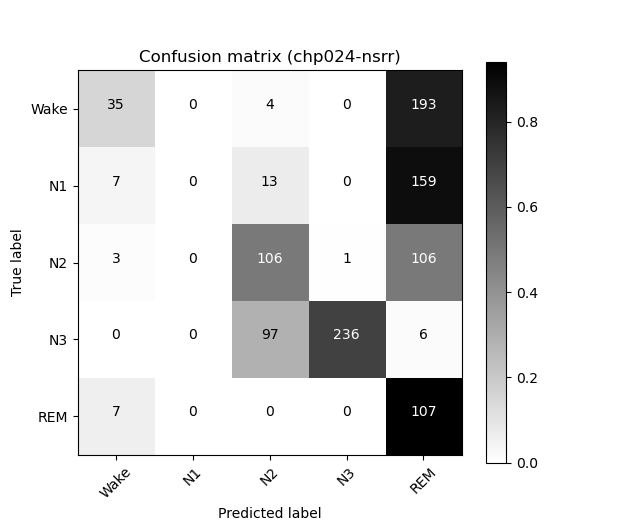 Confusion matrix (chp024-nsrr)
Wake 35 0 4 0 193
N1 7 0 13 0 159
N2 3 0 106 1 106
N3 0 0 97 236 6
REM 7 0 0 0 107
Wake N1 N2 N3 REM
Predicted label
True label
0.8
0.6
0.4
0.2
0.0